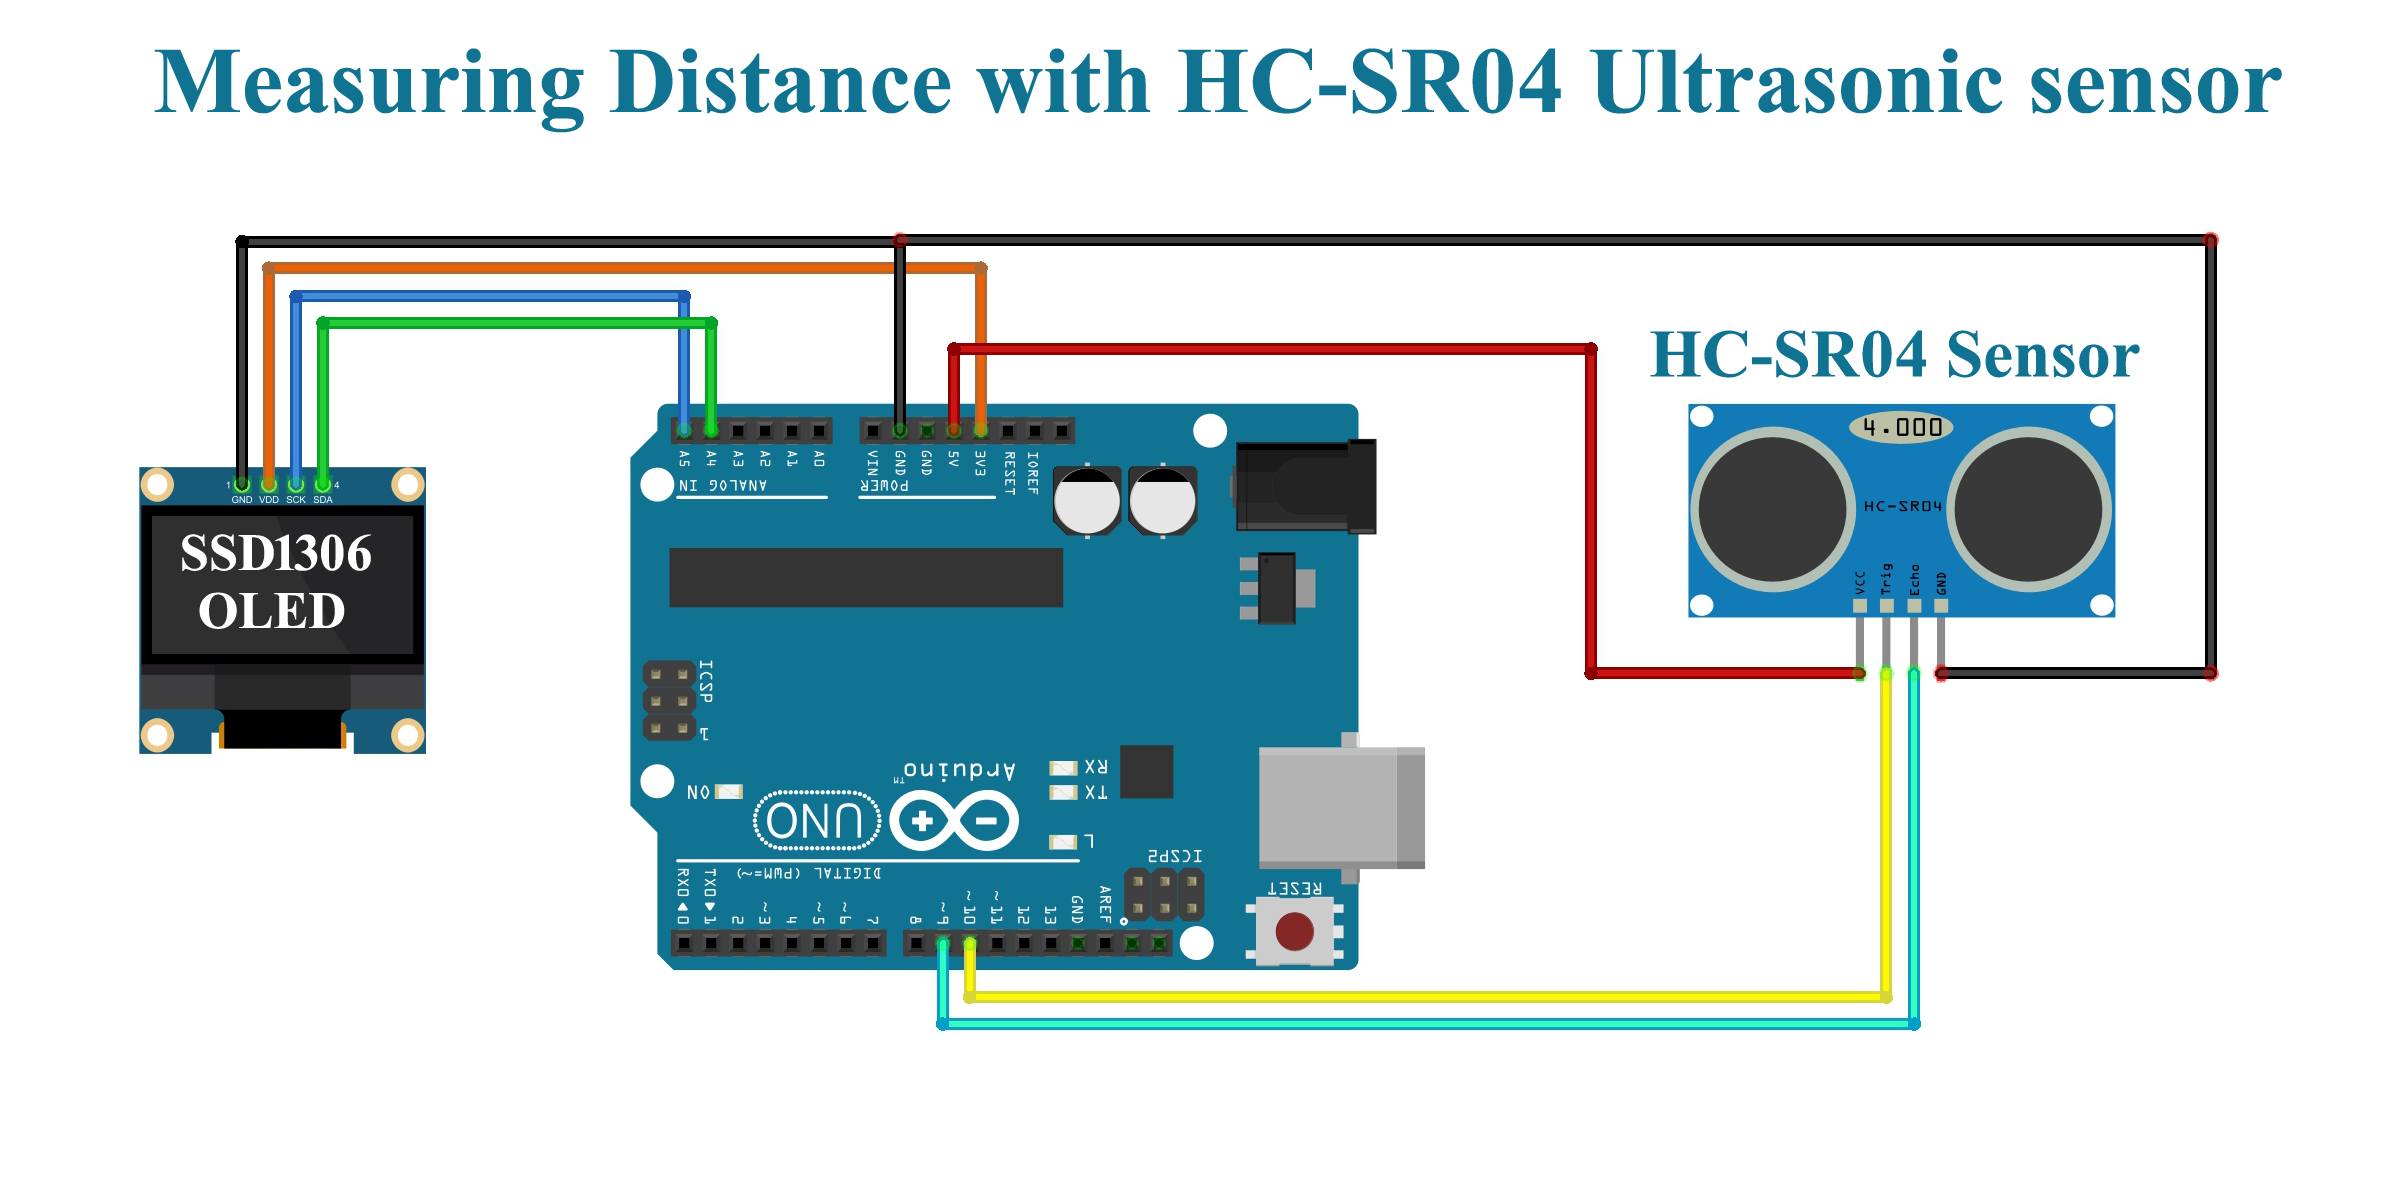 Measuring Distance with HC-SR04 Ultrasonic sensor
HC-SR04 Sensor
4.000
HC-SR04
VCC Trig Echo GND
1 4
GND VDD SCK SDA
SSD1306
OLED
A5 A4 A3 A2 A1 A0
ANALOG IN
VIN GND GND 5V 3V3 RESET IOREF
POWER
ICSP
1
ON
UNO
Arduino™
RX
TX
L
ICSP2
RESET
DIGITAL (PWM=~)
RX0◀0 TX0▶1 2 ~3 4 ~5 ~6 7 8 ~9 ~10 ~11 12 13 GND AREF